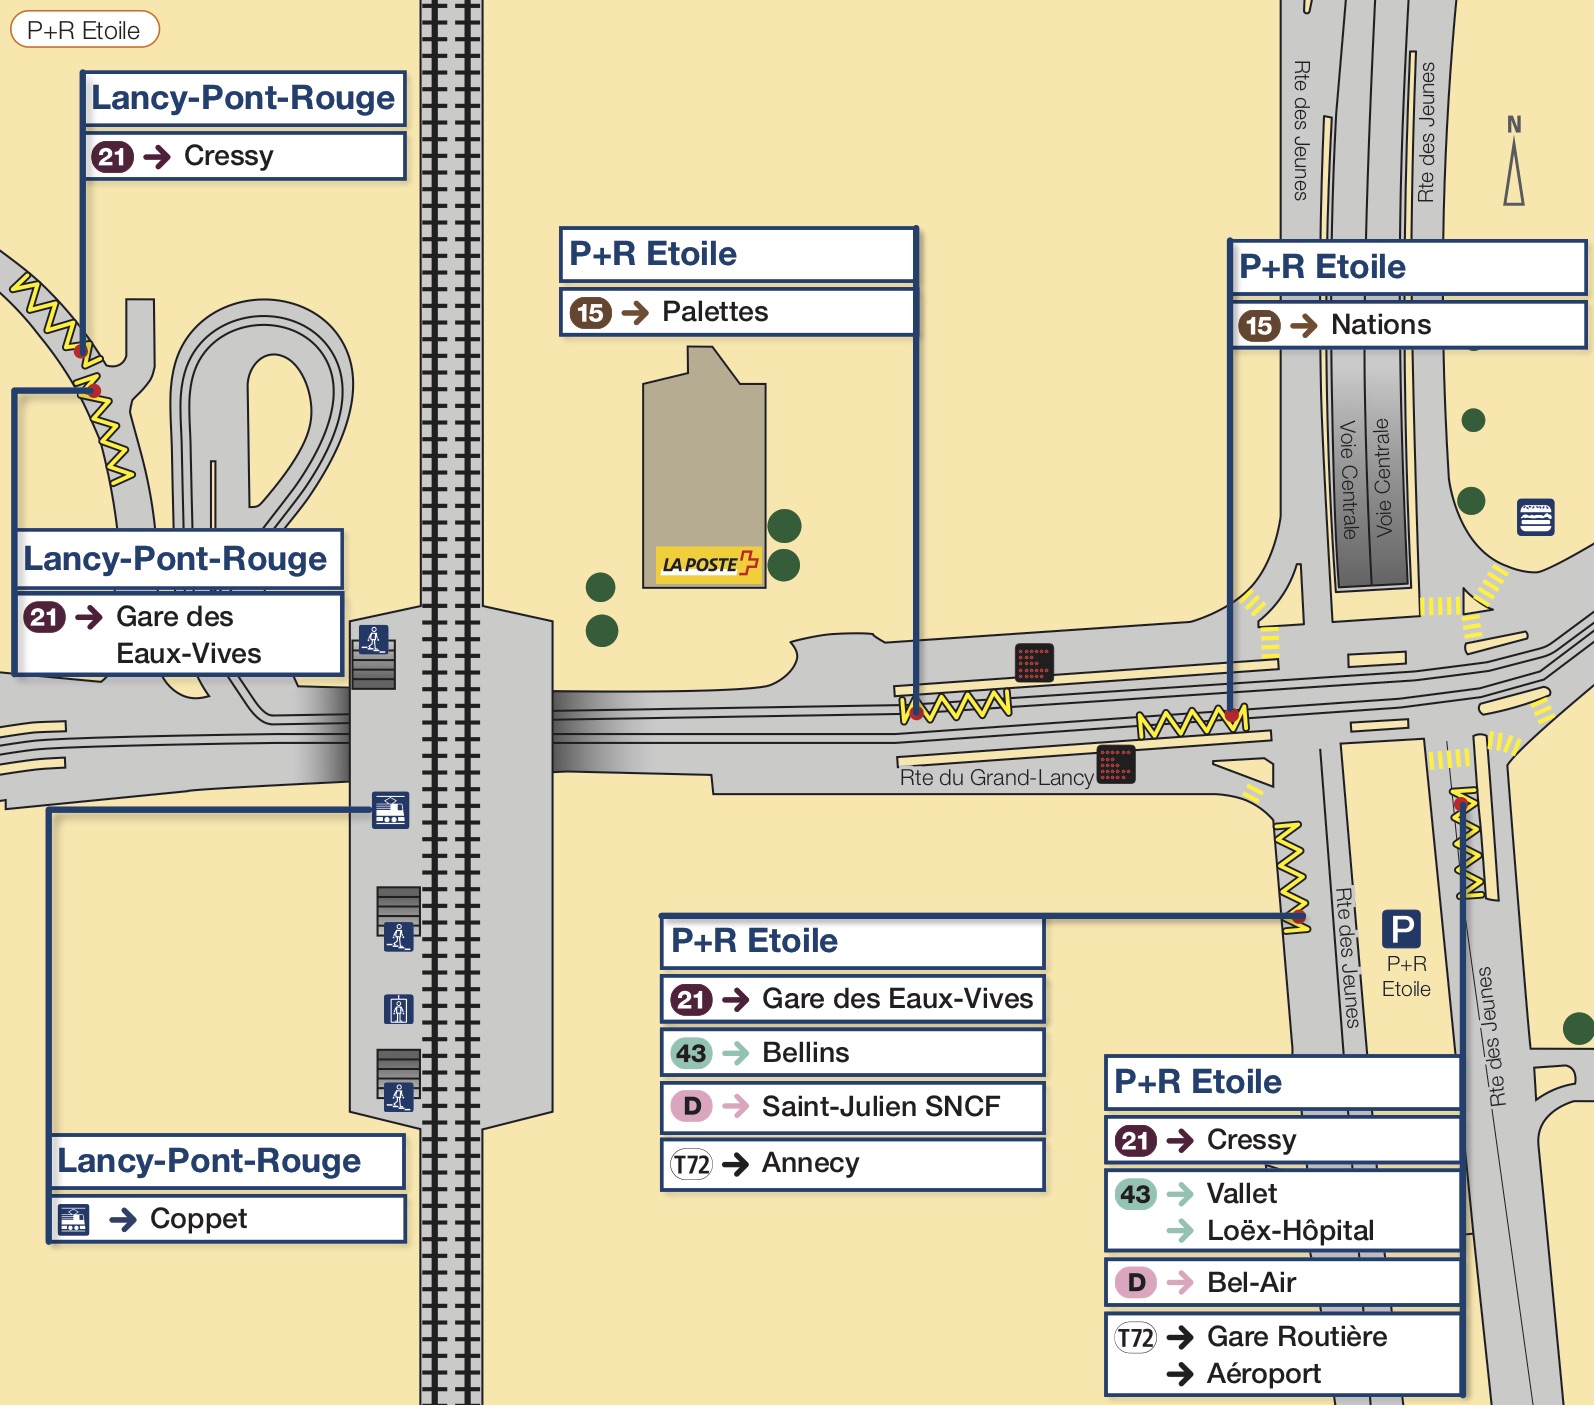 P+R Etoile
Lancy-Pont-Rouge
21 → Cressy
Rte des Jeunes
Rte des Jeunes
N
P+R Etoile
15 → Palettes
P+R Etoile
15 → Nations
Voie Centrale
Voie Centrale
LA POSTE
Lancy-Pont-Rouge
21 → Gare des
Eaux-Vives
Rte du Grand-Lancy
P+R Etoile
21 → Gare des Eaux-Vives
43 → Bellins
D → Saint-Julien SNCF
T72 → Annecy
Rte des Jeunes
P
P+R
Etoile
Rte des Jeunes
Lancy-Pont-Rouge
→ Coppet
P+R Etoile
21 → Cressy
43 → Vallet
→ Loëx-Hôpital
D → Bel-Air
T72 → Gare Routière
→ Aéroport